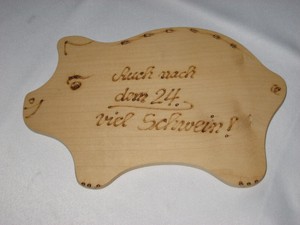 Auch nach
dem 24.
viel Schwein!